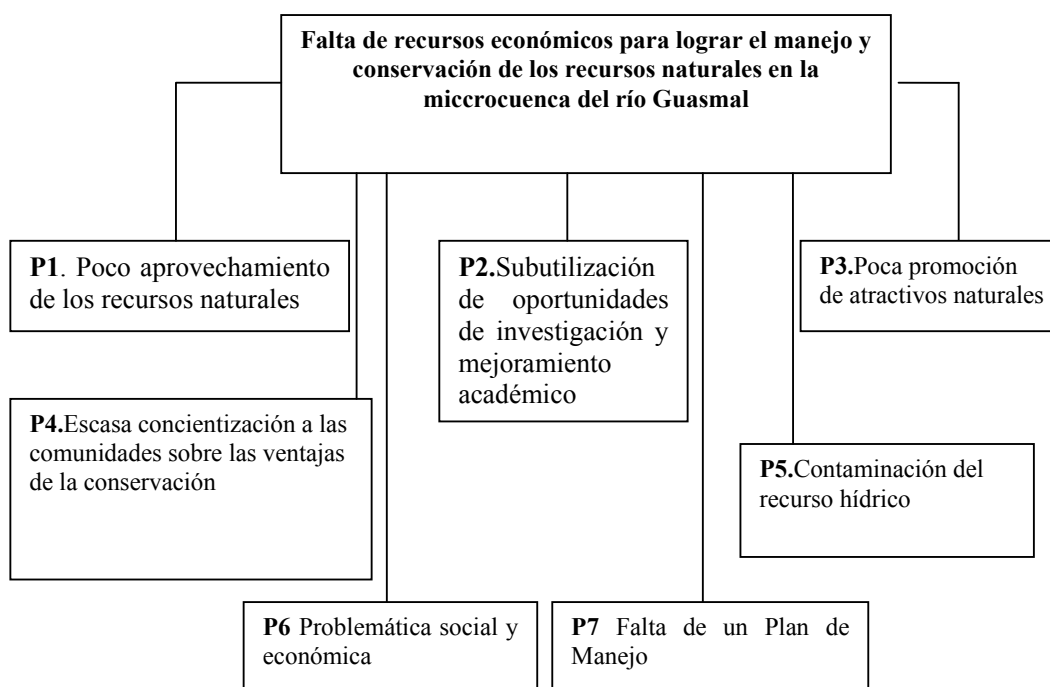 Falta de recursos económicos para lograr el manejo y
conservación de los recursos naturales en la
miccrocuenca del río Guasmal
P1. Poco aprovechamiento
de los recursos naturales
P2.Subutilización
de oportunidades
de investigación y
mejoramiento
académico
P3.Poca promoción
de atractivos naturales
P4.Escasa concientización a las
comunidades sobre las ventajas
de la conservación
P5.Contaminación del
recurso hídrico
P6 Problemática social y
económica
P7 Falta de un Plan de
Manejo